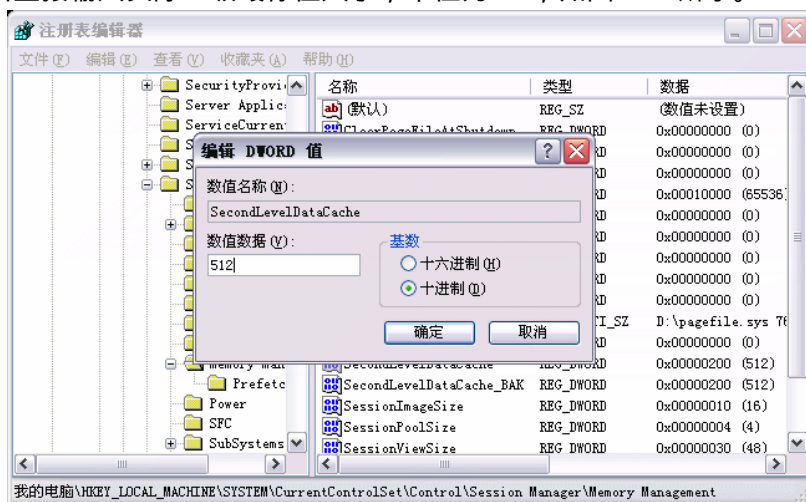 注册表编辑器
文件(F) 编辑(E) 查看(V) 收藏夹(A) 帮助(H)
SecurityProvi
Server Applic
ServiceCurren
名称 类型 数据
(默认) REG_SZ (数值未设置)
ClearPageFileAtShutdown REG_DWORD 0x00000000 (0)
0x00000000 (0)
0x00000000 (0)
0x00010000 (65536
0x00000000 (0)
0x00000000 (0)
0x00000000 (0)
0x00000000 (0)
0x00000000 (0)
D:\pagefile.sys 76
0x00000000 (0)
编辑 DWORD 值
数值名称(N):
SecondLevelDataCache
数值数据(V):
512
基数
十六进制(H)
十进制(D)
确定 取消
SecondLevelDataCache REG_DWORD 0x00000200 (512)
Prefetc SecondLevelDataCache_BAK REG_DWORD 0x00000200 (512)
Power SessionImageSize REG_DWORD 0x00000010 (16)
SFC SessionPoolSize REG_DWORD 0x00000004 (4)
SubSystems SessionViewSize REG_DWORD 0x00000030 (48)
我的电脑\HKEY_LOCAL_MACHINE\SYSTEM\CurrentControlSet\Control\Session Manager\Memory Management